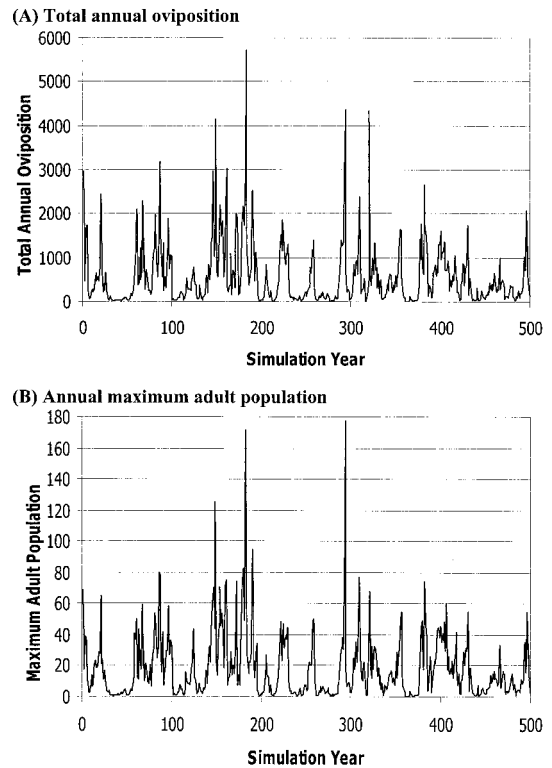 (A) Total annual oviposition
6000
5000
4000
3000
2000
1000
0
Total Annual Oviposition
0 100 200 300 400 500
Simulation Year
(B) Annual maximum adult population
180
160
140
120
100
80
60
40
20
0
Maximum Adult Population
0 100 200 300 400 500
Simulation Year